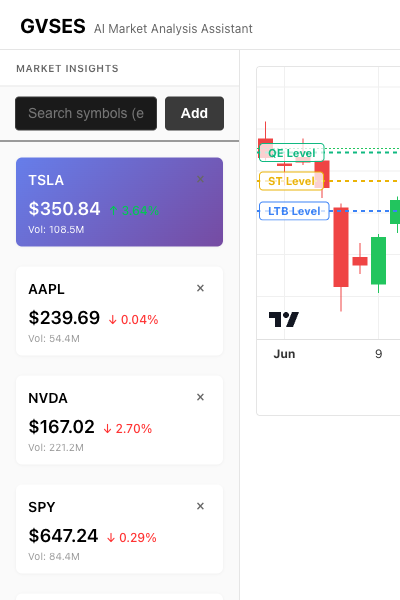 GVSES AI Market Analysis Assistant
MARKET INSIGHTS
Search symbols (e
Add
TSLA ×
$350.84 ↑ 3.64%
Vol: 108.5M
AAPL ×
$239.69 ↓ 0.04%
Vol: 54.4M
NVDA ×
$167.02 ↓ 2.70%
Vol: 221.2M
SPY ×
$647.24 ↓ 0.29%
Vol: 84.4M
QE Level
ST Level
LTB Level
Jun 9